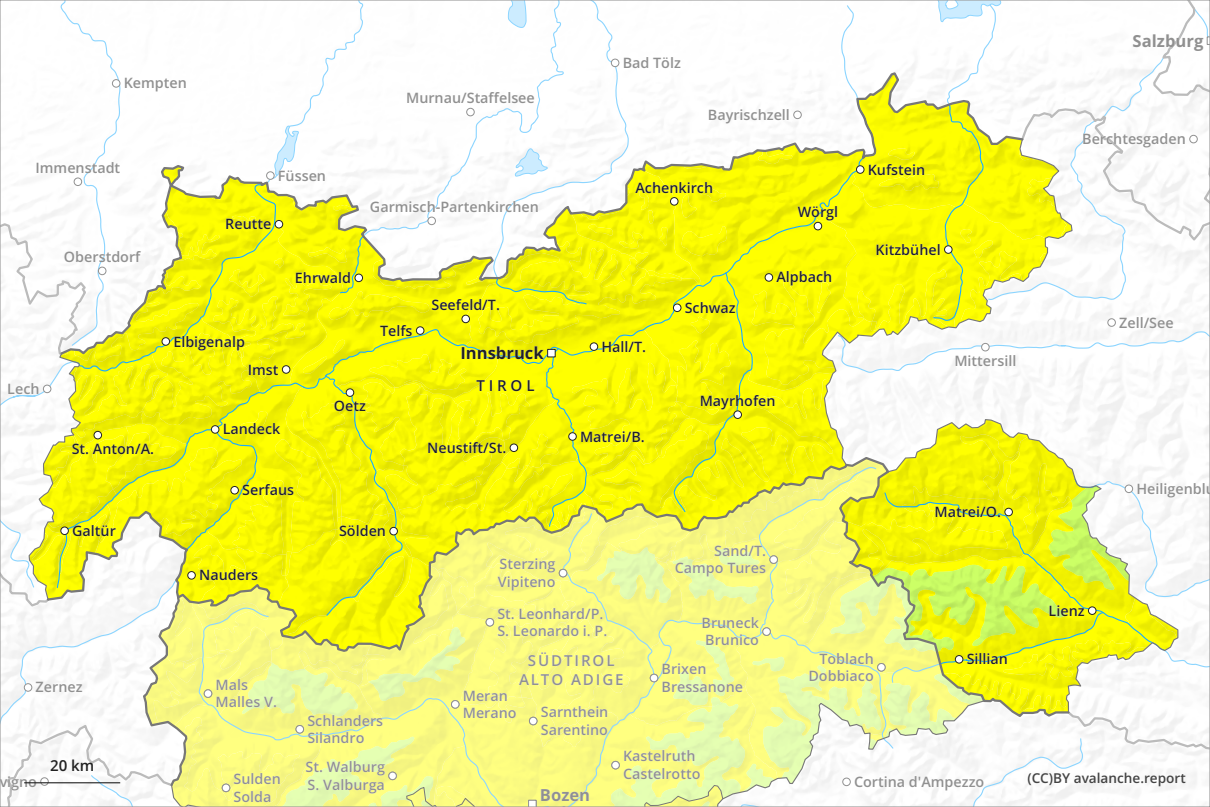 Salzburg
Bad Tölz
Kempten
Murnau/Staffelsee
Bayrischzell
Berchtesgaden
Immenstadt
Füssen
Kufstein
Achenkirch
Garmisch-Partenkirchen
Wörgl
Reutte
Kitzbühel
Oberstdorf
Ehrwald
Alpbach
Seefeld/T.
Schwaz
Zell/See
Telfs
Elbigenalp
Innsbruck
Hall/T.
Mittersill
Imst
TIROL
Lech
Oetz
Mayrhofen
Landeck
Matrei/B.
St. Anton/A.
Neustift/St.
Serfaus
Heiligenblu
Matrei/O.
Galtür
Sölden
Sand/T.
Campo Tures
Sterzing
Vipiteno
Nauders
Lienz
St. Leonhard/P.
S. Leonardo i. P.
Bruneck
Brunico
SÜDTIROL
ALTO ADIGE
Toblach
Dobbiaco
Sillian
Brixen
Bressanone
Zernez
Mals
Malles V.
Meran
Merano
Sarnthein
Sarentino
Schlanders
Silandro
Kastelruth
Castelrotto
20 km
St. Walburg
S. Valburga
vigno
Sulden
Solda
Cortina d'Ampezzo
(CC)BY avalanche.report
Bozen